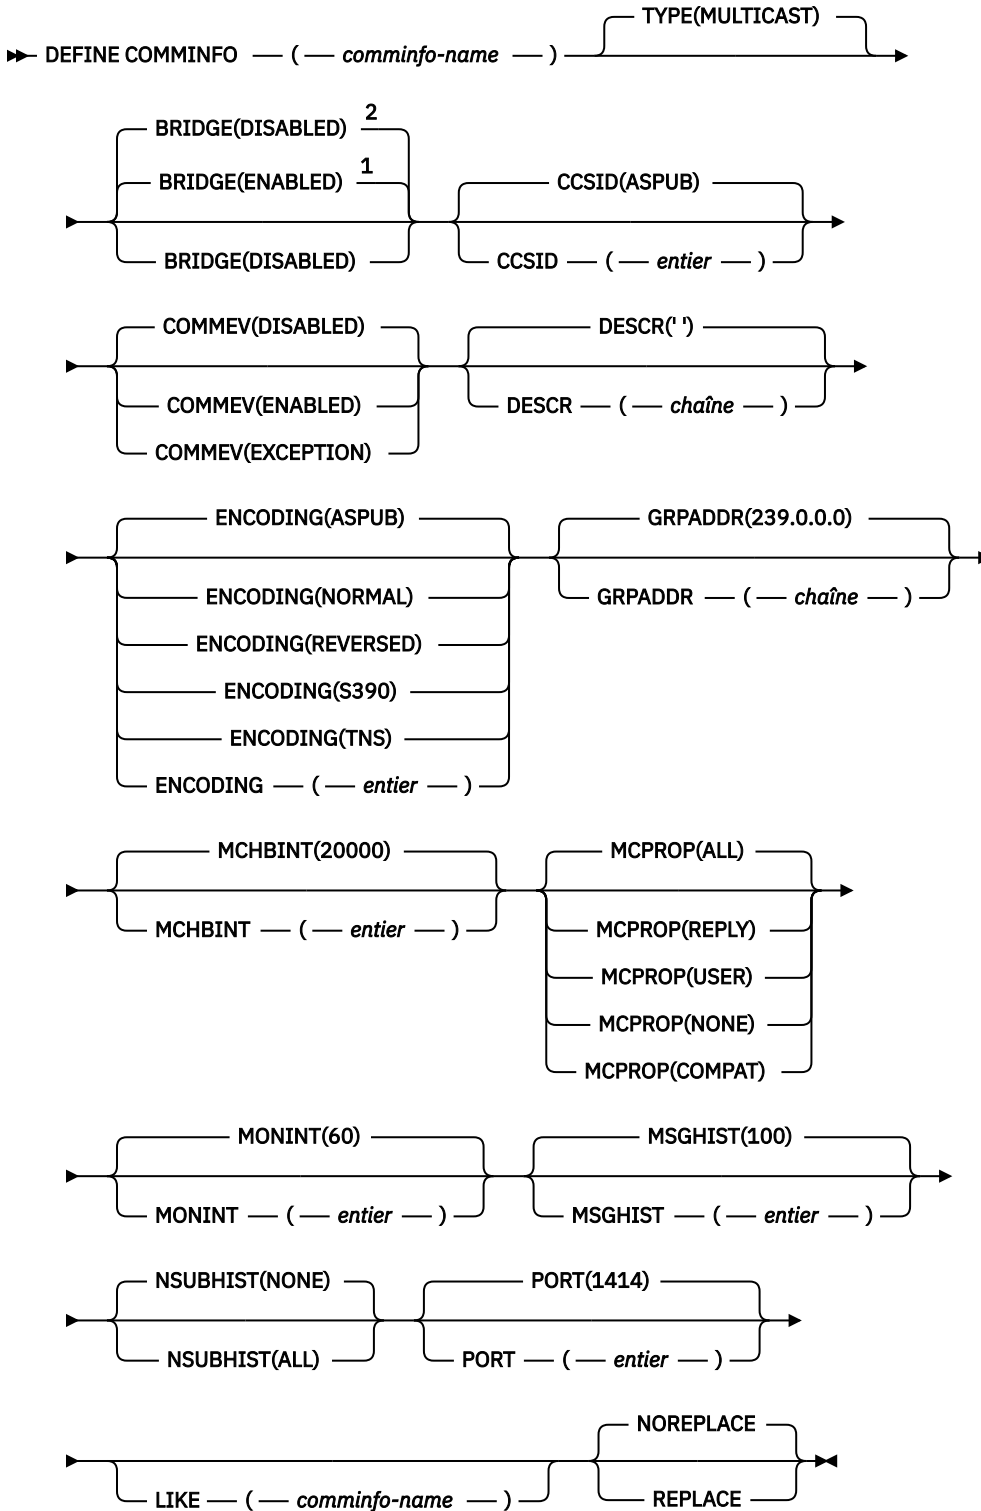 TYPE(MULTICAST)
DEFINE COMMINFO ( comminfo-name )
BRIDGE(DISABLED) 2
BRIDGE(ENABLED) 1
CCSID(ASPUB)
BRIDGE(DISABLED)
CCSID ( entier )
COMMEV(DISABLED)
DESCR(' ')
COMMEV(ENABLED)
DESCR ( chaîne )
COMMEV(EXCEPTION)
ENCODING(ASPUB)
GRPADDR(239.0.0.0)
ENCODING(NORMAL)
GRPADDR ( chaîne )
ENCODING(REVERSED)
ENCODING(S390)
ENCODING(TNS)
ENCODING ( entier )
MCHBINT(20000)
MCPROP(ALL)
MCHBINT ( entier )
MCPROP(REPLY)
MCPROP(USER)
MCPROP(NONE)
MCPROP(COMPAT)
MONINT(60)
MSGHIST(100)
MONINT ( entier )
MSGHIST ( entier )
NSUBHIST(NONE)
PORT(1414)
NSUBHIST(ALL)
PORT ( entier )
NOREPLACE
LIKE ( comminfo-name )
REPLACE